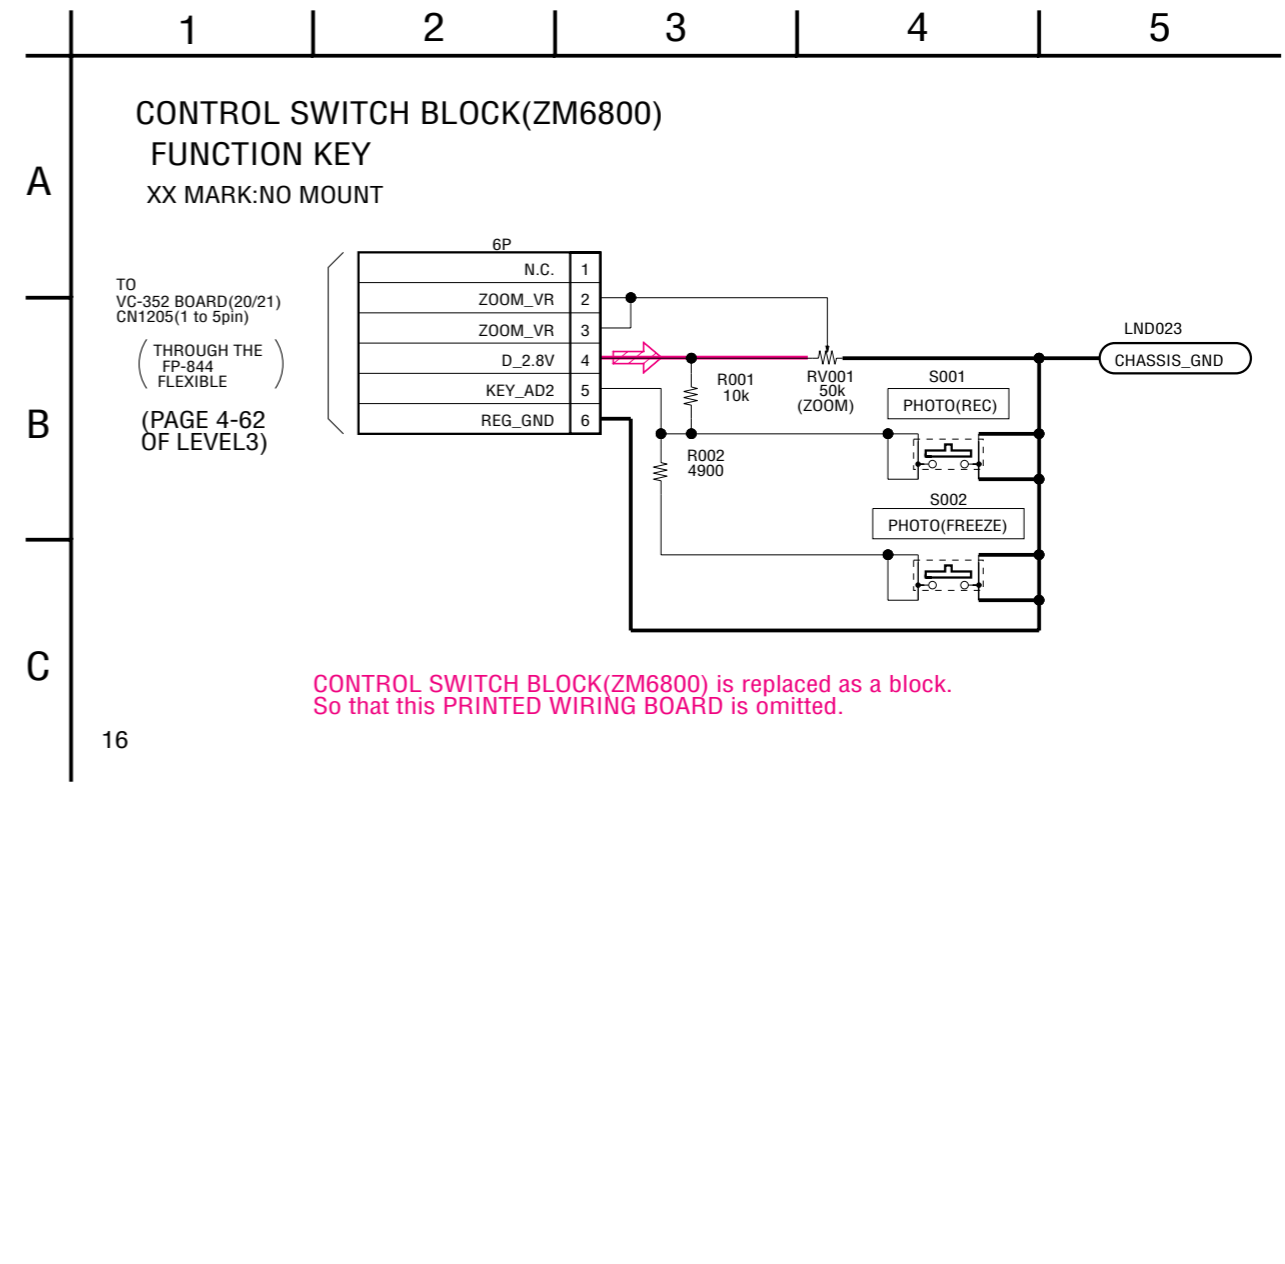 1 2 3 4 5
CONTROL SWITCH BLOCK(ZM6800)
FUNCTION KEY
A
XX MARK:NO MOUNT
6P
N.C. 1
TO
VC-352 BOARD(20/21)
CN1205(1 to 5pin)
ZOOM_VR 2
ZOOM_VR 3
LND023
THROUGH THE
FP-844
FLEXIBLE
D_2.8V 4
CHASSIS_GND
R001
10k
RV001
50k
(ZOOM)
S001
KEY_AD2 5
PHOTO(REC)
B
(PAGE 4-62
OF LEVEL3)
REG_GND 6
R002
4900
S002
PHOTO(FREEZE)
C
CONTROL SWITCH BLOCK(ZM6800) is replaced as a block.
So that this PRINTED WIRING BOARD is omitted.
16